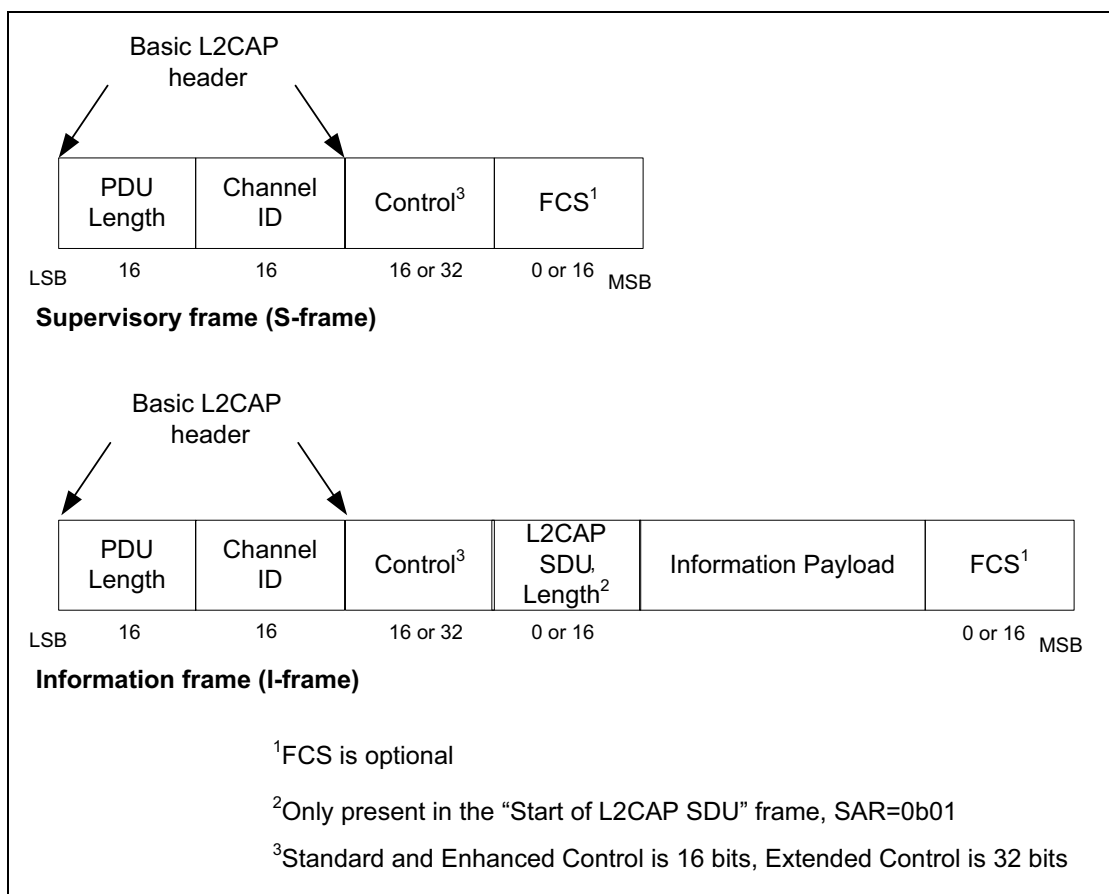 Basic L2CAP
header
PDU
Length
Channel
ID
Control³
FCS¹
LSB
16
16
16 or 32
0 or 16
MSB
Supervisory frame (S-frame)
Basic L2CAP
header
PDU
Length
Channel
ID
Control³
L2CAP
SDU
Length²
Information Payload
FCS¹
LSB
16
16
16 or 32
0 or 16
0 or 16
MSB
Information frame (I-frame)
¹FCS is optional
²Only present in the “Start of L2CAP SDU” frame, SAR=0b01
³Standard and Enhanced Control is 16 bits, Extended Control is 32 bits